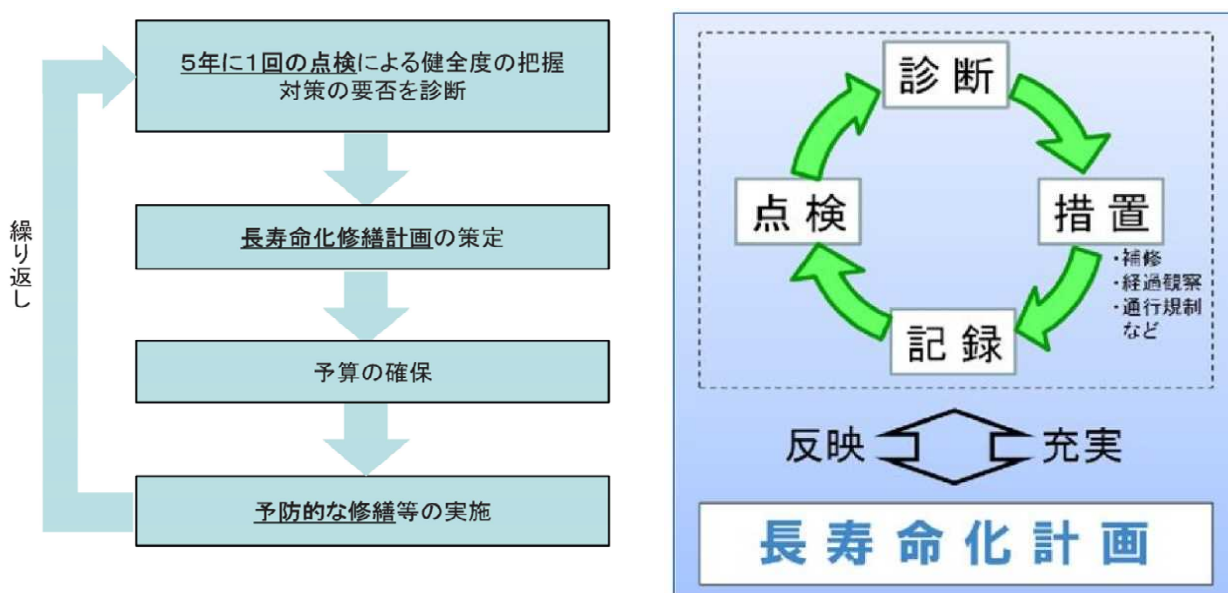 ５年に１回の点検による健全度の把握
対策の要否を診断
長寿命化修繕計画の策定
予算の確保
予防的な修繕等の実施
繰り返し
診断
措置
・補修
・経過観察
・通行規制
など
記録
点検
反映
充実
長寿命化計画